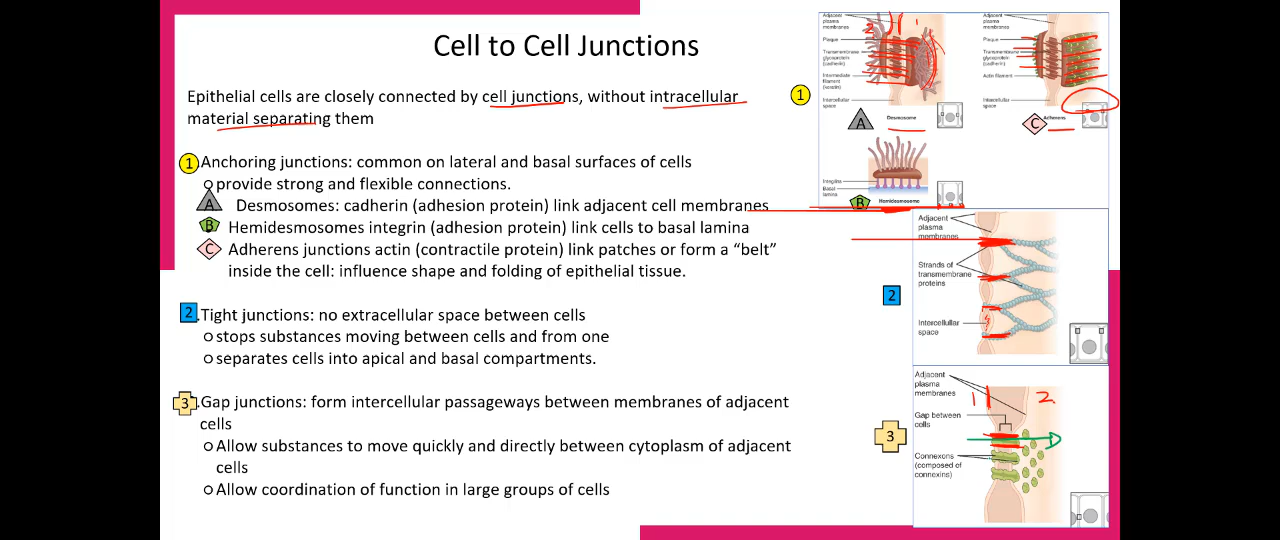 Cell to Cell Junctions
Epithelial cells are closely connected by cell junctions, without intracellular
material separating them
1 Anchoring junctions: common on lateral and basal surfaces of cells
provide strong and flexible connections.
A Desmosomes: cadherin (adhesion protein) link adjacent cell membranes
B Hemidesmosomes integrin (adhesion protein) link cells to basal lamina
C Adherens junctions actin (contractile protein) link patches or form a “belt”
inside the cell: influence shape and folding of epithelial tissue.
2. Tight junctions: no extracellular space between cells
stops substances moving between cells and from one
separates cells into apical and basal compartments.
3. Gap junctions: form intercellular passageways between membranes of adjacent
cells
Allow substances to move quickly and directly between cytoplasm of adjacent
cells
Allow coordination of function in large groups of cells
1
Adjacent
plasma
membranes
2
1
Plaque
Transmembrane
glycoprotein
(cadherin)
Intermediate
filament
(keratin)
Intercellular
space
A
Desmosome
Adjacent
plasma
membranes
Plaque
Transmembrane
glycoprotein
(cadherin)
Actin filament
Intercellular
space
C
Adherens
Integrins
Basal
lamina
B
Hemidesmosome
2
Adjacent
plasma
membranes
Strands of
transmembrane
proteins
Intercellullar
space
3
Adjacent
plasma
membranes
1
2.
Gap between
cells
Connexons
(composed of
connexins)